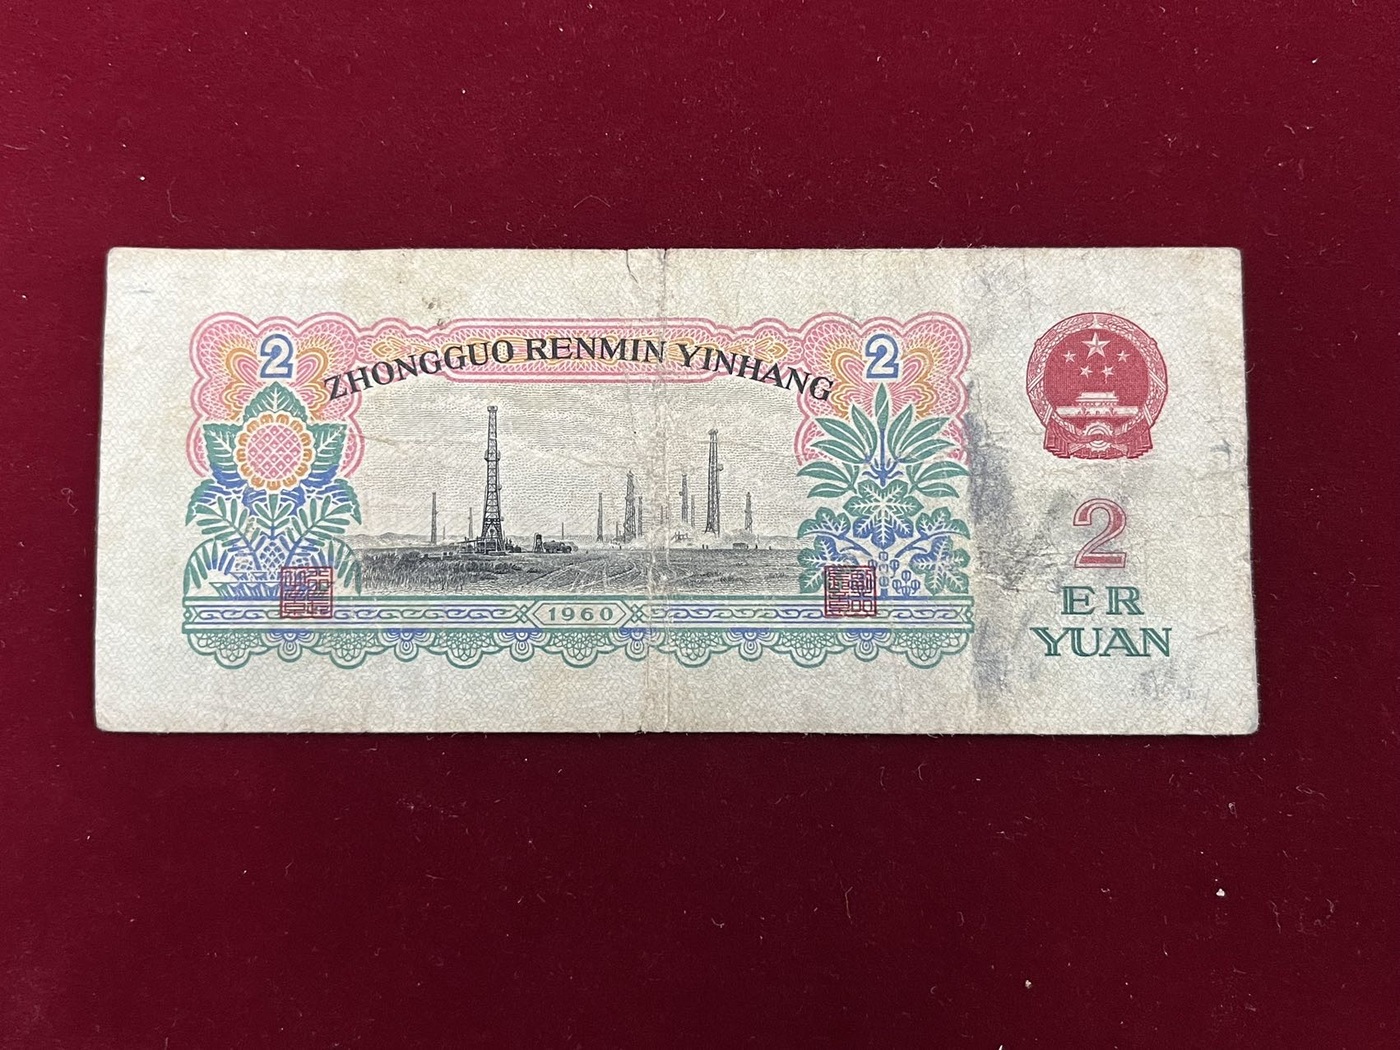 2
ZHONGGUO RENMIN YINHANG
2
1960
2
ER
YUAN